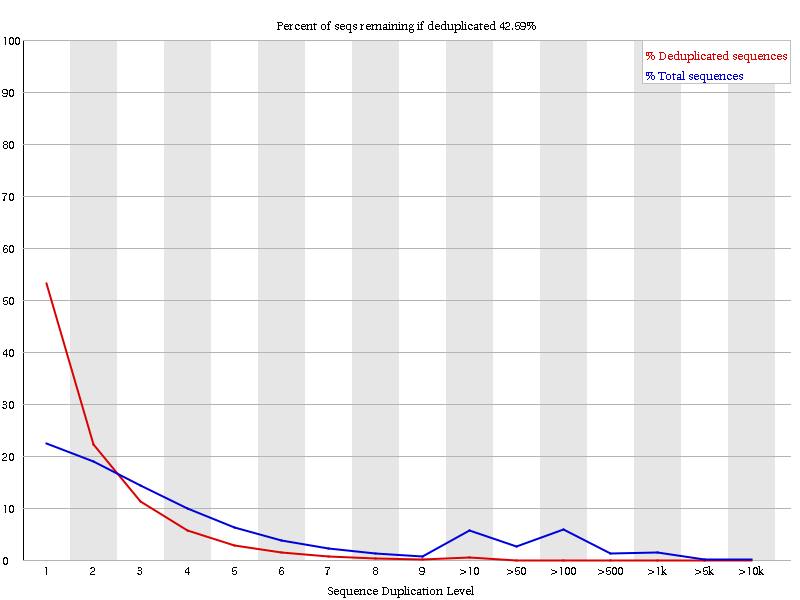 Percent of seqs remaining if deduplicated 42.69%
100
% Deduplicated sequences
% Total sequences
90
80
70
60
50
40
30
20
10
0
1 2 3 4 5 6 7 8 9 >10 >50 >100 >500 >1k >5k >10k
Sequence Duplication Level